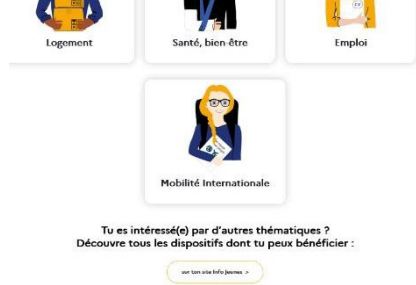 Logement
Santé, bien-être
Emploi
Mobilité Internationale
Tu es intéressé(e) par d'autres thématiques ?
Découvre tous les dispositifs dont tu peux bénéficier :
sur ton site Info Jeunes >